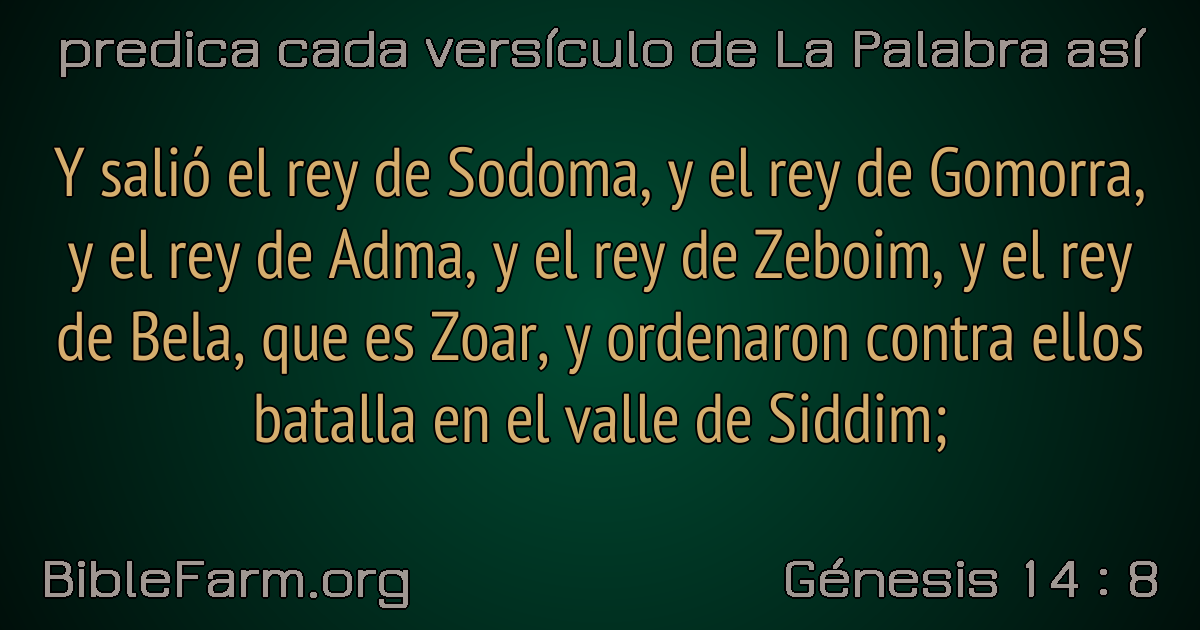 predica cada versículo de La Palabra así
Y salió el rey de Sodoma, y el rey de Gomorra,
y el rey de Adma, y el rey de Zeboim, y el rey
de Bela, que es Zoar, y ordenaron contra ellos
batalla en el valle de Siddim;
BibleFarm.org
Génesis 14 : 8